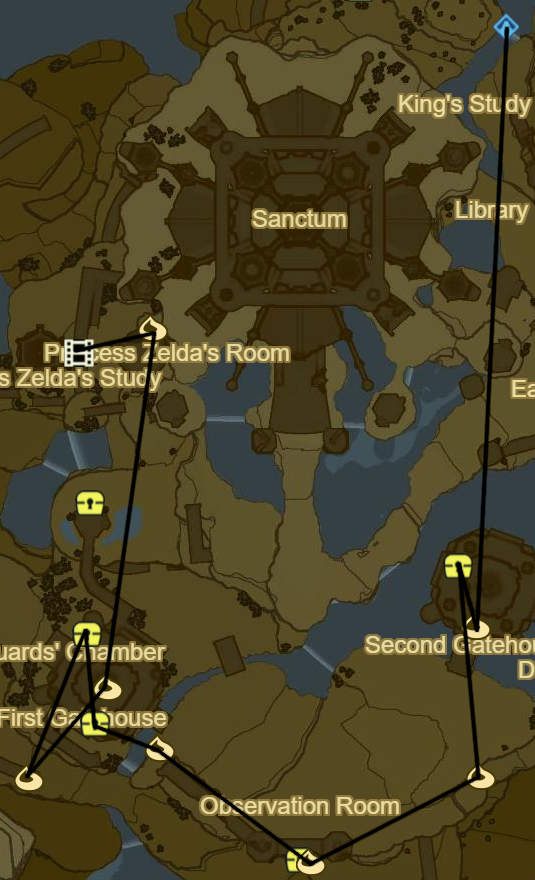 King's Study
Library
Sanctum
Princess Zelda's Room
s Zelda's Study
Ea
uards' Chamber
Second Gatehou
D
First Gatehouse
Observation Room